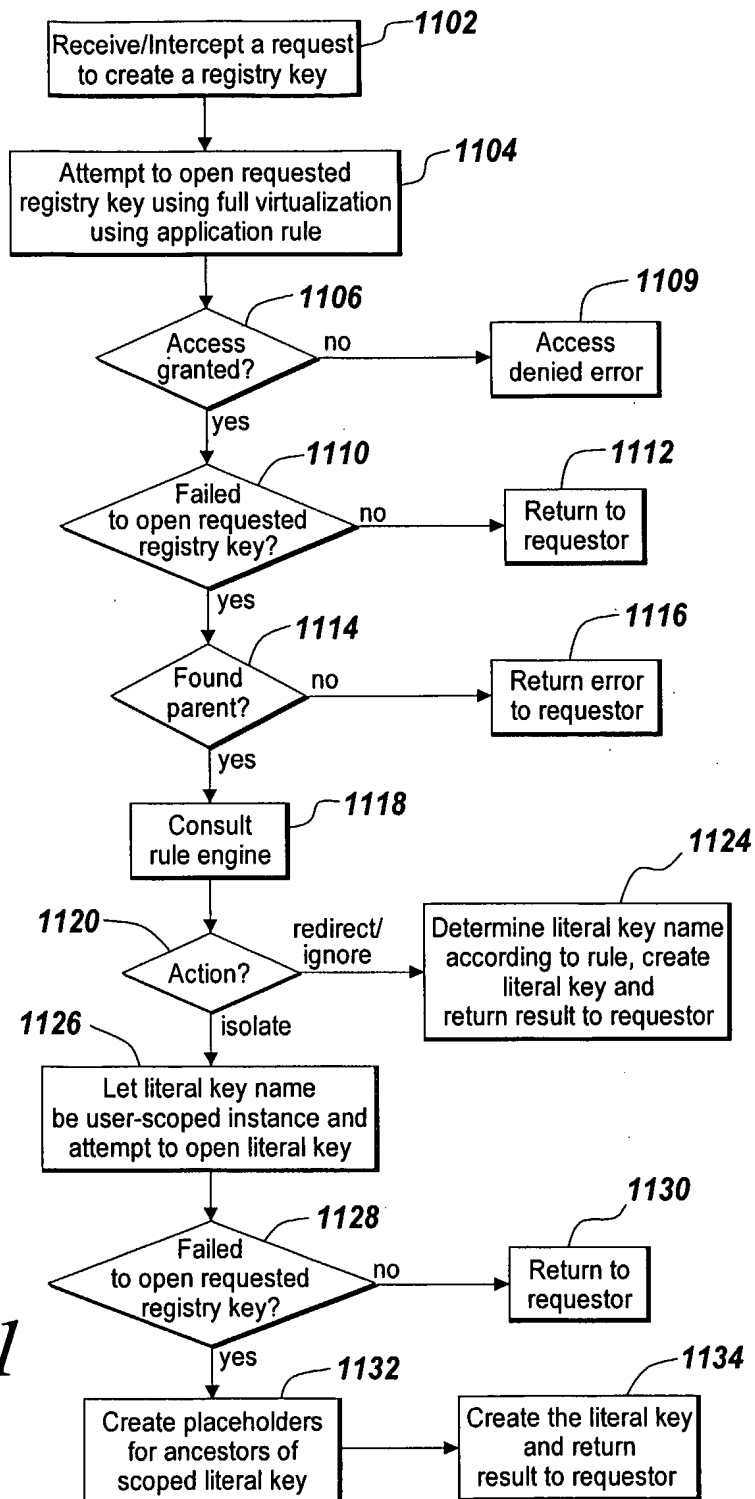 1102
Receive/Intercept a request
to create a registry key
1104
Attempt to open requested
registry key using full virtualization
using application rule
1106
Access
granted?
no
yes
1109
Access
denied error
1110
Failed
to open requested
registry key?
no
yes
1112
Return to
requestor
1114
Found
parent?
no
yes
1116
Return error
to requestor
1118
Consult
rule engine
1120
Action?
redirect/
ignore
isolate
1124
Determine literal key name
according to rule, create
literal key and
return result to requestor
1126
Let literal key name
be user-scoped instance and
attempt to open literal key
1128
Failed
to open requested
registry key?
no
yes
1130
Return to
requestor
1132
Create placeholders
for ancestors of
scoped literal key
1134
Create the literal key
and return
result to requestor